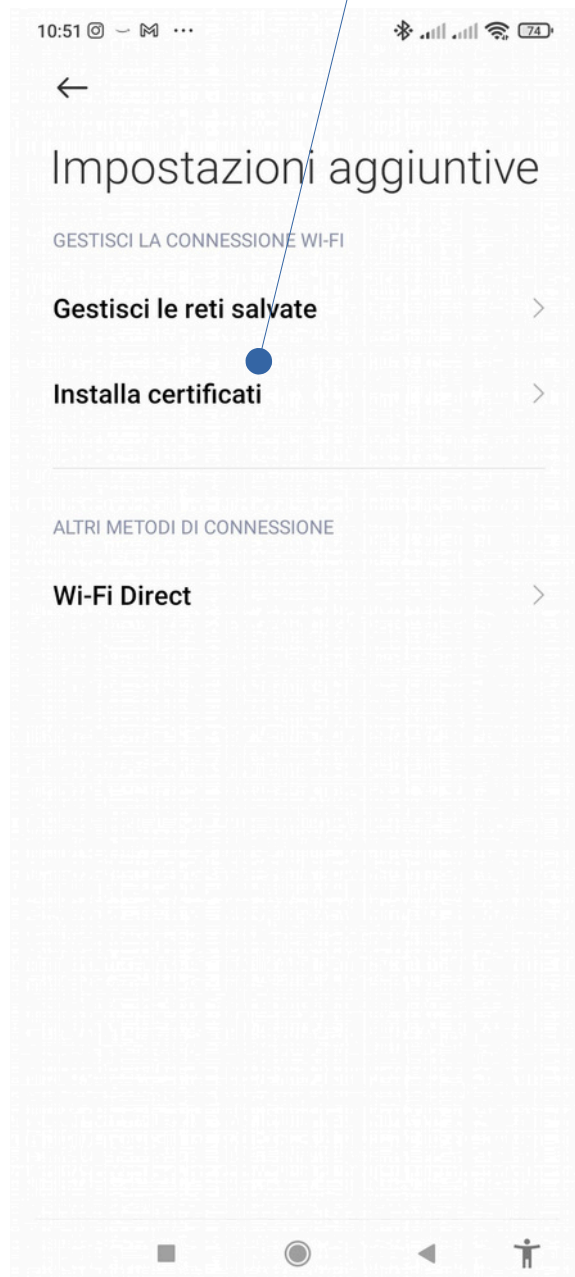 10:51
74
Impostazioni aggiuntive
GESTISCI LA CONNESSIONE WI-FI
Gestisci le reti salvate
Installa certificati
ALTRI METODI DI CONNESSIONE
Wi-Fi Direct